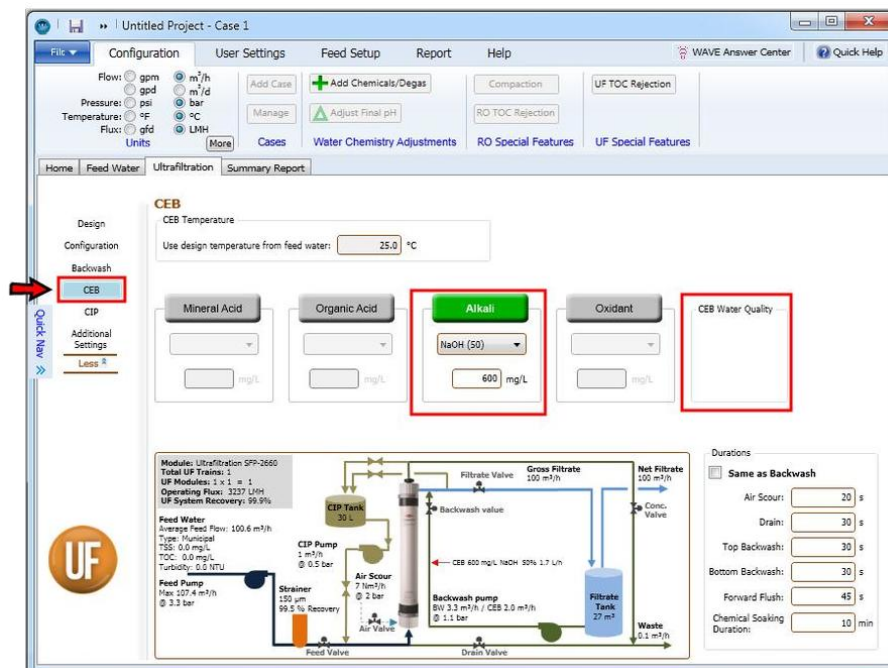 Untitled Project - Case 1
File
Configuration
User Settings
Feed Setup
Report
Help
WAVE Answer Center
Quick Help
Flow: gpm m³/h
gpd m³/d
Pressure: psi bar
Temperature: °F °C
Flux: gfd LMH
Units
More
Add Case
Manage
Cases
Add Chemicals/Degas
Adjust Final pH
Water Chemistry Adjustments
Compaction
RO TOC Rejection
RO Special Features
UF TOC Rejection
UF Special Features
Home
Feed Water
Ultrafiltration
Summary Report
Quick Nav
Design
Configuration
Backwash
CEB
CIP
Additional
Settings
Less
CEB
CEB Temperature
Use design temperature from feed water: 25.0 °C
Mineral Acid
mg/L
Organic Acid
mg/L
Alkali
NaOH (50)
600 mg/L
Oxidant
mg/L
CEB Water Quality
UF
Module: Ultrafiltration SFP-2660
Total UF Trains: 1
UF Modules: 1 x 1 = 1
Operating Flux: 3237 LMH
UF System Recovery: 99.9%
Feed Water
Average Feed Flow: 100.6 m³/h
Type: Municipal
TSS: 0.0 mg/L
TOC: 0.0 mg/L
Turbidity: 0.0 NTU
Feed Pump
Max 107.4 m³/h
@ 3.3 bar
Strainer
150 µm
99.5 % Recovery
CIP Tank
30 L
CIP Pump
1 m³/h
@ 0.5 bar
Air Scour
7 Nm³/h
@ 2 bar
Air Valve
Feed Valve
Filtrate Valve
Gross Filtrate
100 m³/h
Net Filtrate
100 m³/h
Backwash value
Conc.
Valve
CEB 600 mg/L NaOH 50% 1.7 L/h
Backwash pump
BW 3.3 m³/h / CEB 2.0 m³/h
@ 1.1 bar
Filtrate
Tank
27 m³
Waste
0.1 m³/h
Drain Valve
Durations
Same as Backwash
Air Scour: 20 s
Drain: 30 s
Top Backwash: 30 s
Bottom Backwash: 30 s
Forward Flush: 45 s
Chemical Soaking
Duration: 10 min